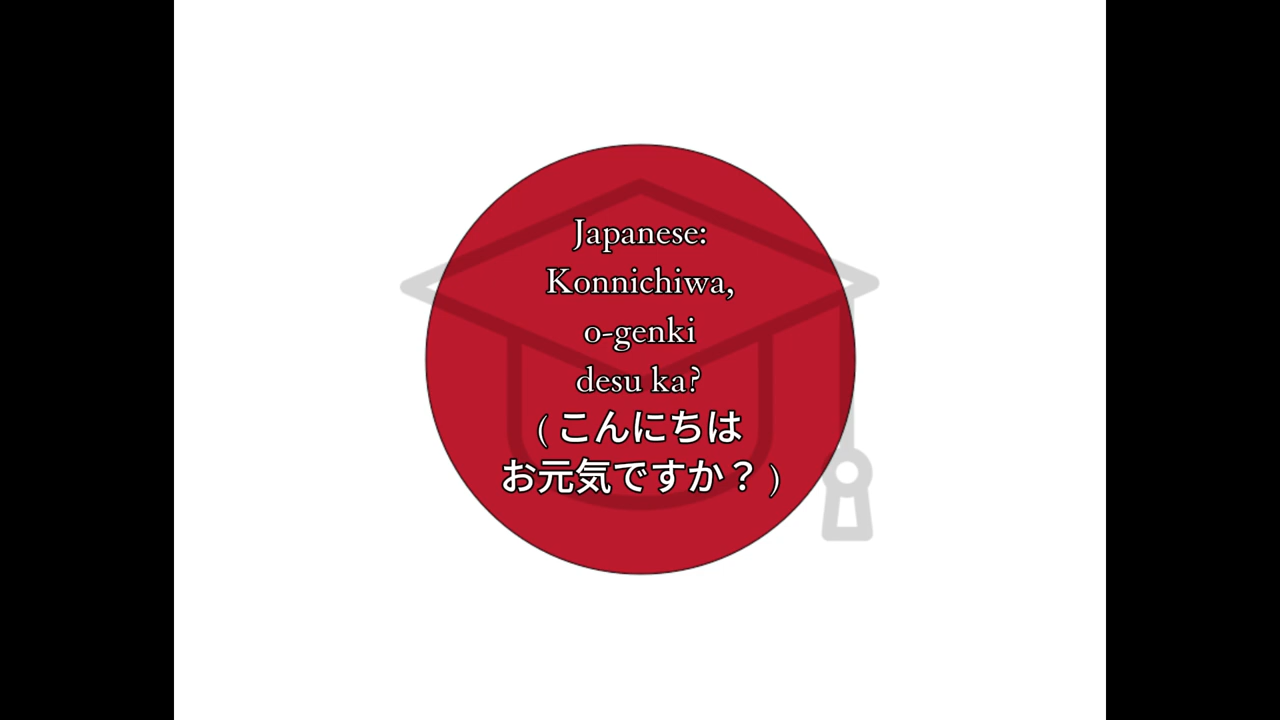 Japanese:
Konnichiwa,
o-genki
desu ka?
( こんにちは
お元気ですか？ )